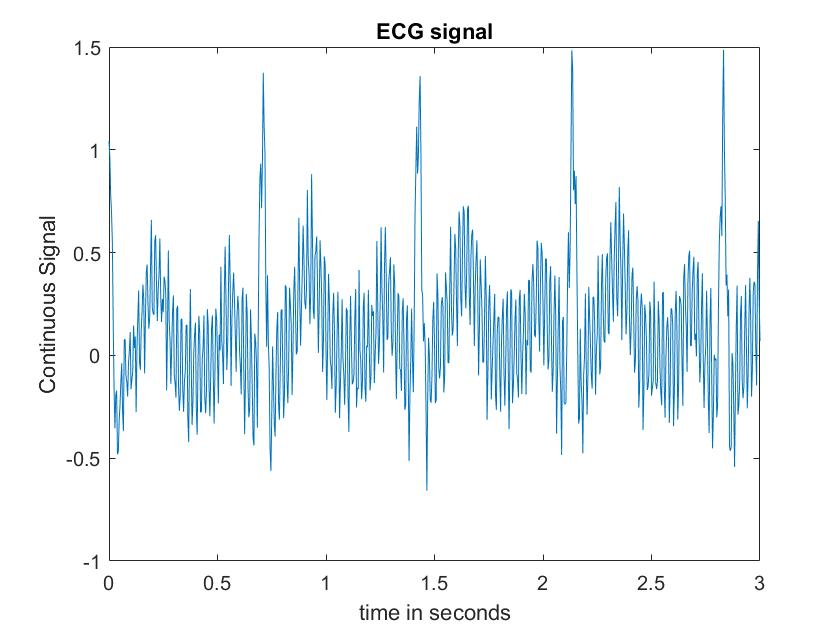 ECG signal
1.5
1
0.5
0
-0.5
-1
Continuous Signal
0 0.5 1 1.5 2 2.5 3
time in seconds